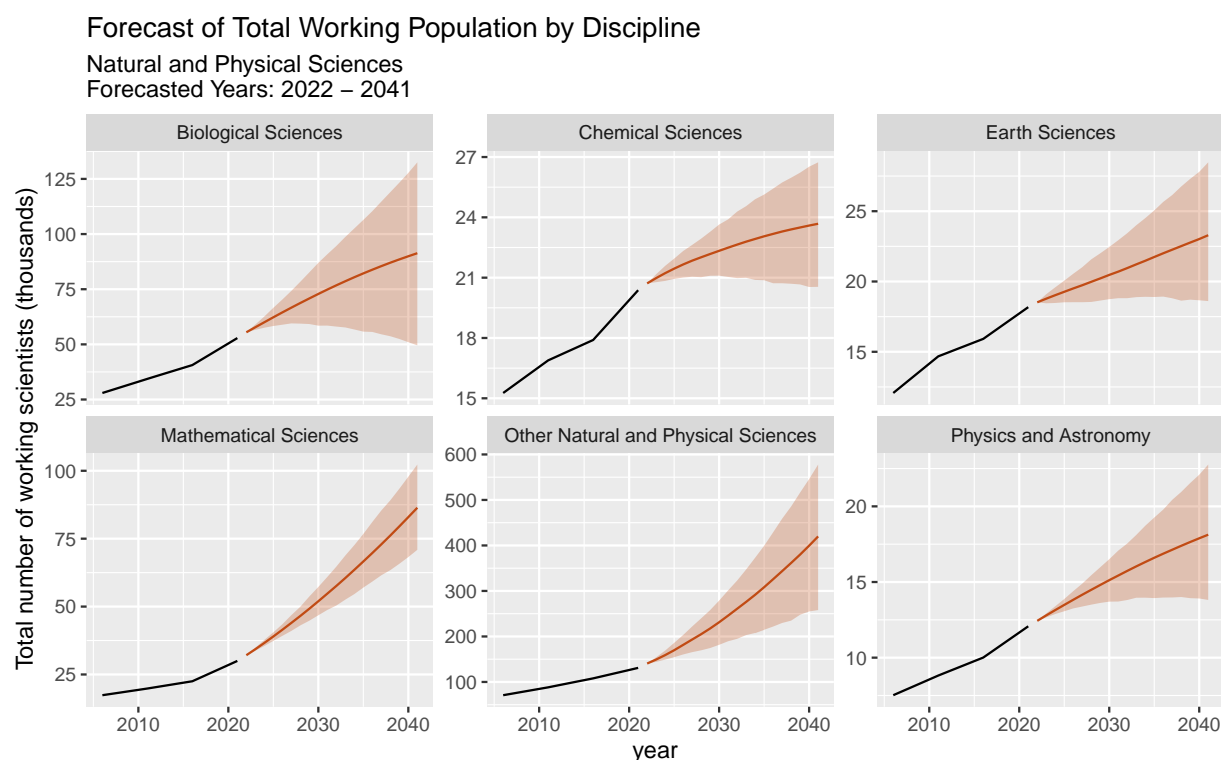 Forecast of Total Working Population by Discipline
Natural and Physical Sciences
Forecasted Years: 2022 – 2041
Total number of working scientists (thousands)
Biological Sciences
125
100
75
50
25
Chemical Sciences
27
24
21
18
15
Earth Sciences
25
20
15
Mathematical Sciences
100
75
50
25
2010 2020 2030 2040
Other Natural and Physical Sciences
600
500
400
300
200
100
2010 2020 2030 2040
Physics and Astronomy
20
15
10
2010 2020 2030 2040
year